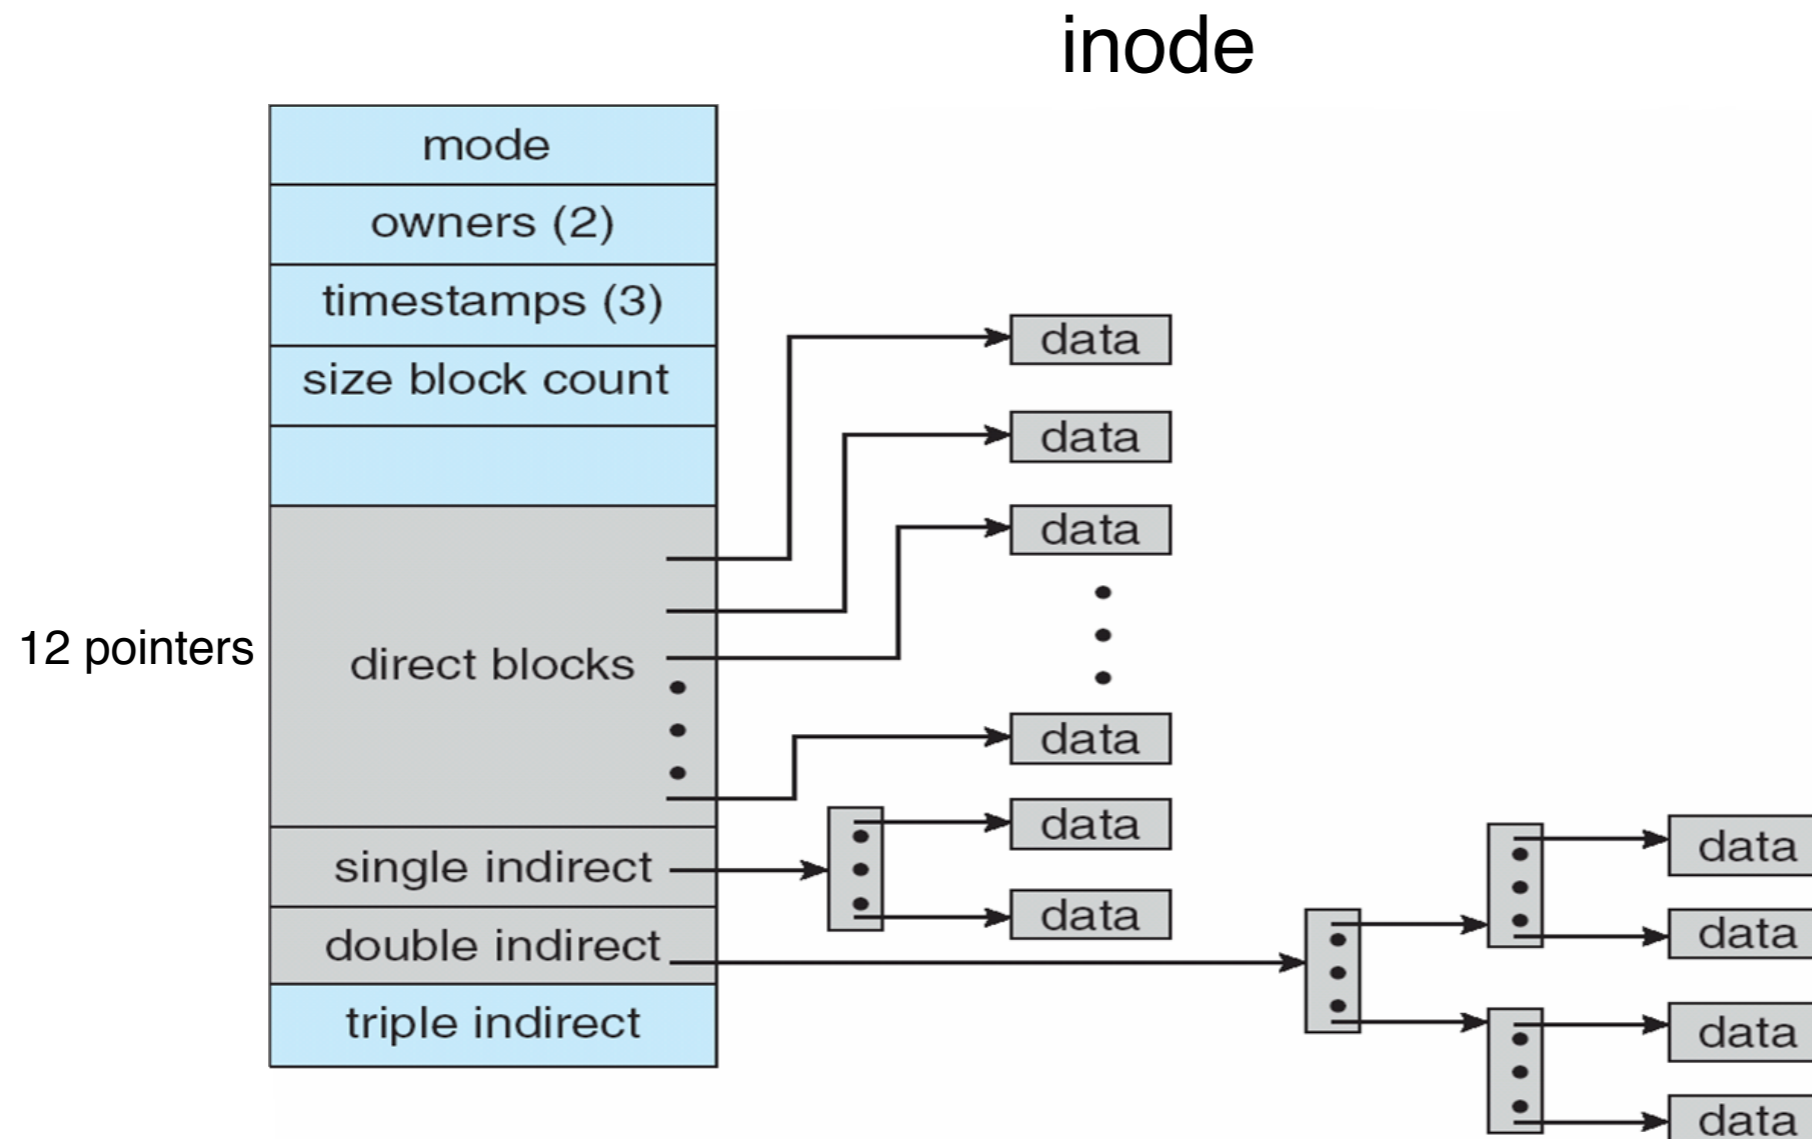 inode
mode
owners (2)
timestamps (3)
size block count
data
data
data
12 pointers
direct blocks
data
data
single indirect
data
double indirect
triple indirect
data
data
data
data